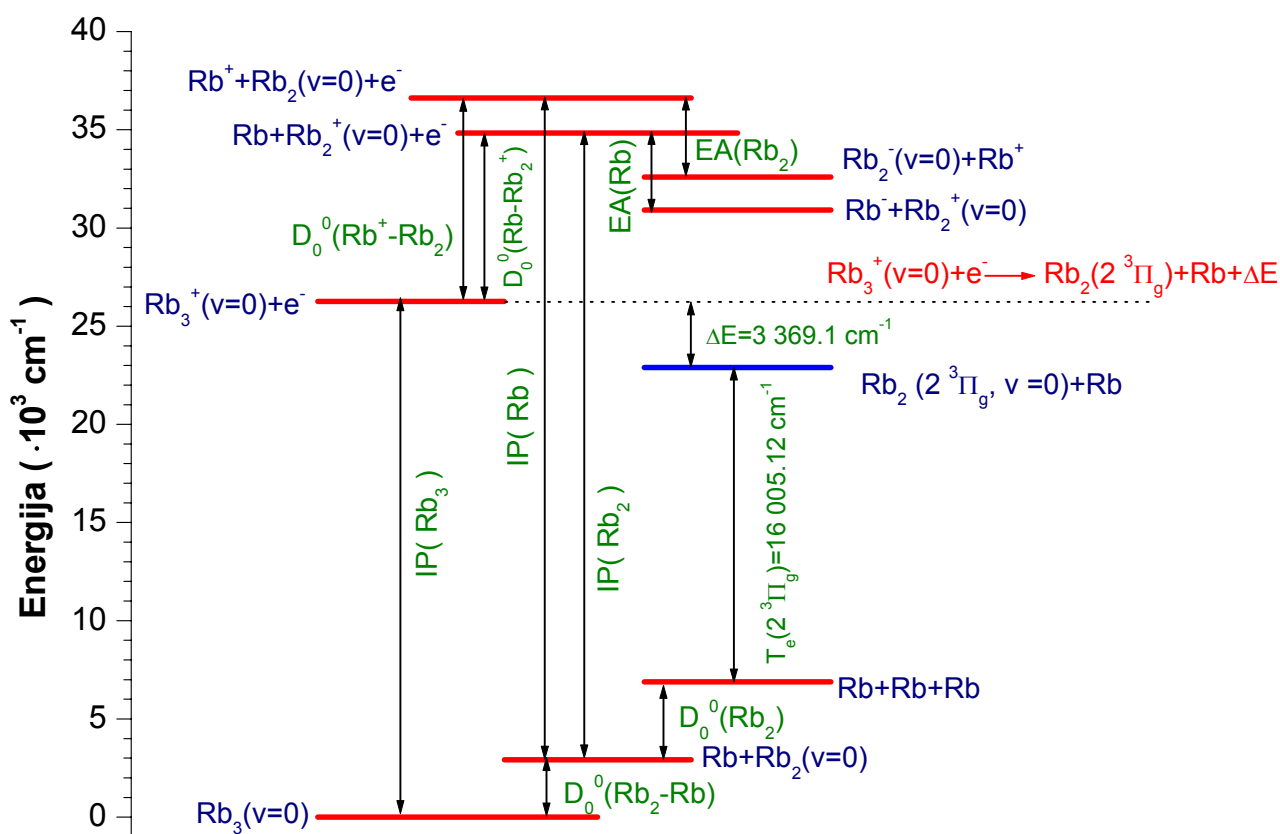 40
35
30
25
20
15
10
5
0
Energija ( ·10³ cm⁻¹)
Rb⁺+Rb₂(v=0)+e⁻
Rb+Rb₂⁺(v=0)+e⁻
EA(Rb₂)
EA(Rb)
Rb₂⁻(v=0)+Rb⁺
Rb⁻+Rb₂⁺(v=0)
D₀⁰(Rb⁺-Rb₂)
D₀⁰(Rb-Rb₂⁺)
Rb₃⁺(v=0)+e⁻ → Rb₂(2 ³Πg)+Rb+ΔE
Rb₃⁺(v=0)+e⁻
ΔE=3 369.1 cm⁻¹
Rb₂ (2 ³Πg, v =0)+Rb
IP( Rb₃ )
IP( Rb )
IP( Rb₂ )
Te(2 ³Πg)=16 005.12 cm⁻¹
Rb+Rb+Rb
D₀⁰(Rb₂)
Rb+Rb₂(v=0)
D₀⁰(Rb₂-Rb)
Rb₃(v=0)